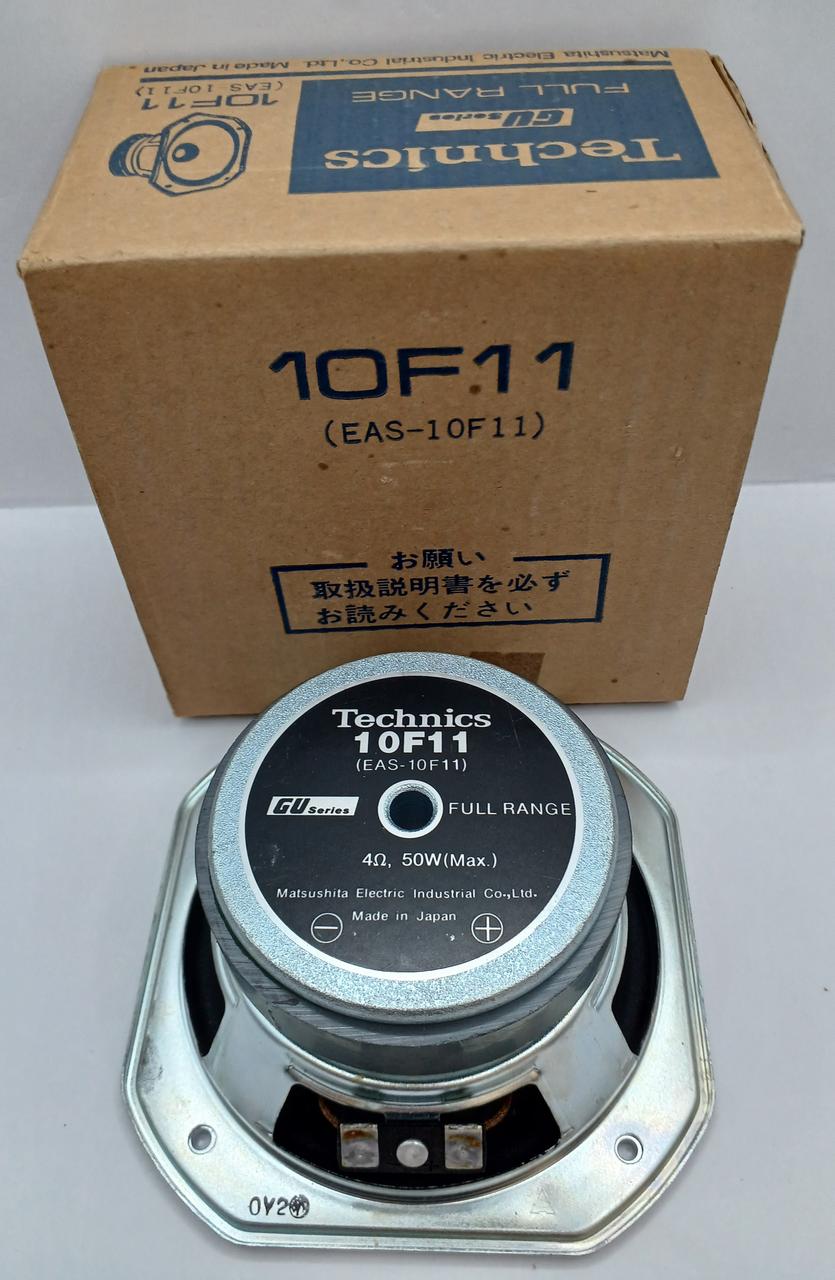 Matsushita Electric Industrial Co., Ltd. Made in Japan
10F11
(EAS-10F11)
FULL RANGE
GU Series
Technics
10F11
(EAS-10F11)
お願い
取扱説明書を必ず
お読みください
Technics
10F11
(EAS-10F11)
GU Series
FULL RANGE
4Ω, 50W(Max.)
Matsushita Electric Industrial Co.,Ltd.
Made in Japan
⊖ ⊕
0Y2